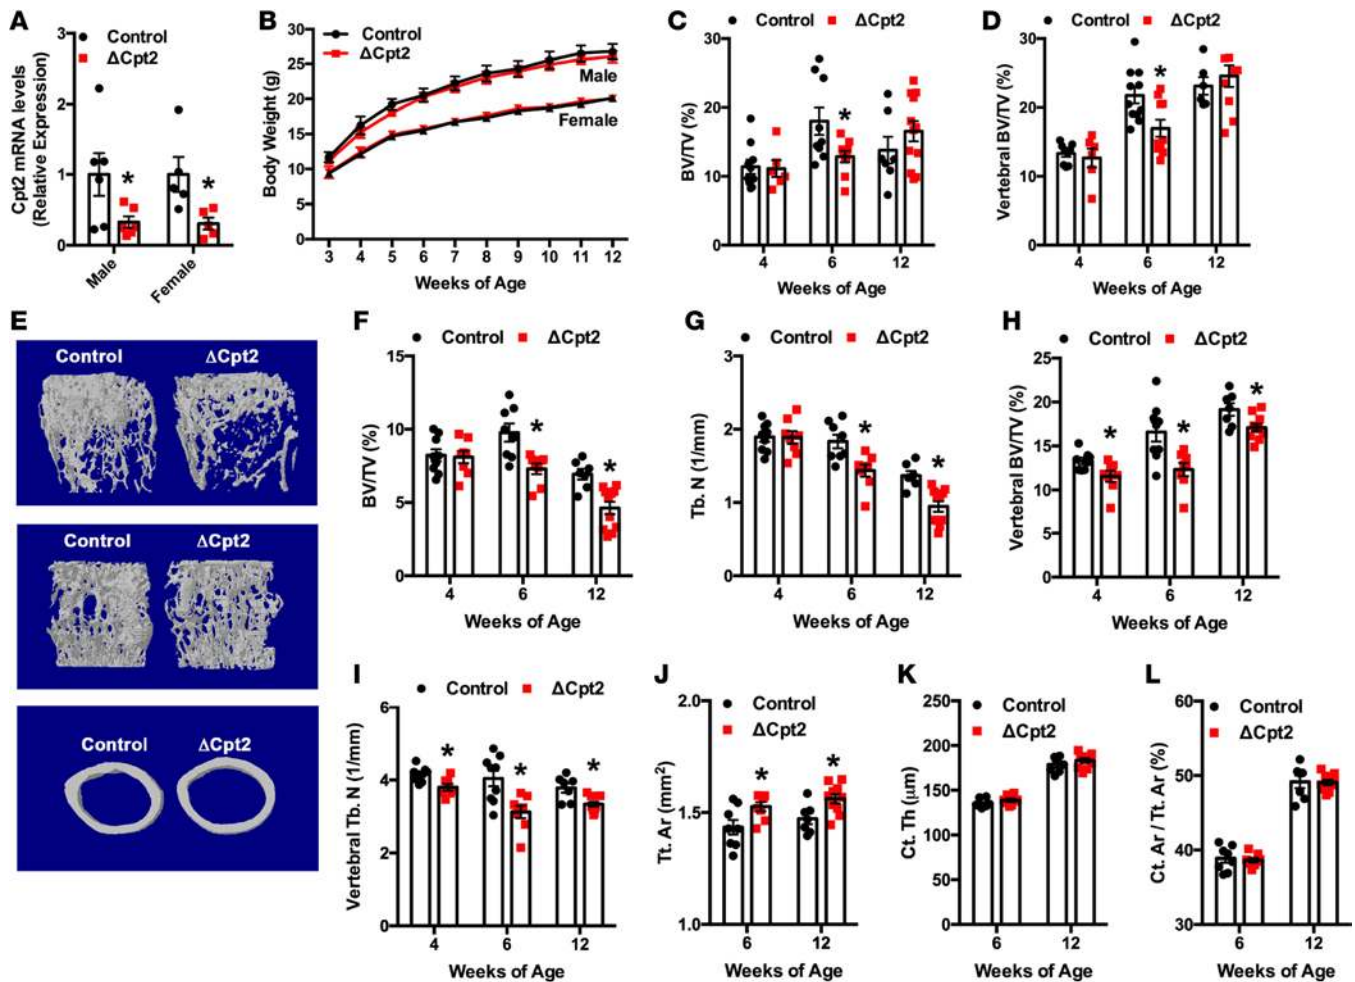 A
Control
ΔCpt2
Cpt2 mRNA levels
(Relative Expression)
3
2
1
0
Male
Female
B
Control
ΔCpt2
Body Weight (g)
30
25
20
15
10
5
0
Male
Female
3 4 5 6 7 8 9 10 11 12
Weeks of Age
C
Control ΔCpt2
BV/TV (%)
30
20
10
0
*
4 6 12
Weeks of Age
D
Control ΔCpt2
Vertebral BV/TV (%)
40
30
20
10
0
*
4 6 12
Weeks of Age
E
Control ΔCpt2
Control ΔCpt2
Control ΔCpt2
F
Control ΔCpt2
BV/TV (%)
15
10
5
0
* *
4 6 12
Weeks of Age
G
Control ΔCpt2
Tb. N (1/mm)
3
2
1
0
* *
4 6 12
Weeks of Age
H
Control ΔCpt2
Vertebral BV/TV (%)
25
20
15
10
5
0
* * *
4 6 12
Weeks of Age
I
Control ΔCpt2
Vertebral Tb. N (1/mm)
6
4
2
0
* * *
4 6 12
Weeks of Age
J
Control
ΔCpt2
Tt. Ar (mm²)
2.0
1.5
1.0
* *
6 12
Weeks of Age
K
Control
ΔCpt2
Ct. Th (μm)
250
200
150
100
50
0
6 12
Weeks of Age
L
Control
ΔCpt2
Ct. Ar / Tt. Ar (%)
60
50
40
30
6 12
Weeks of Age